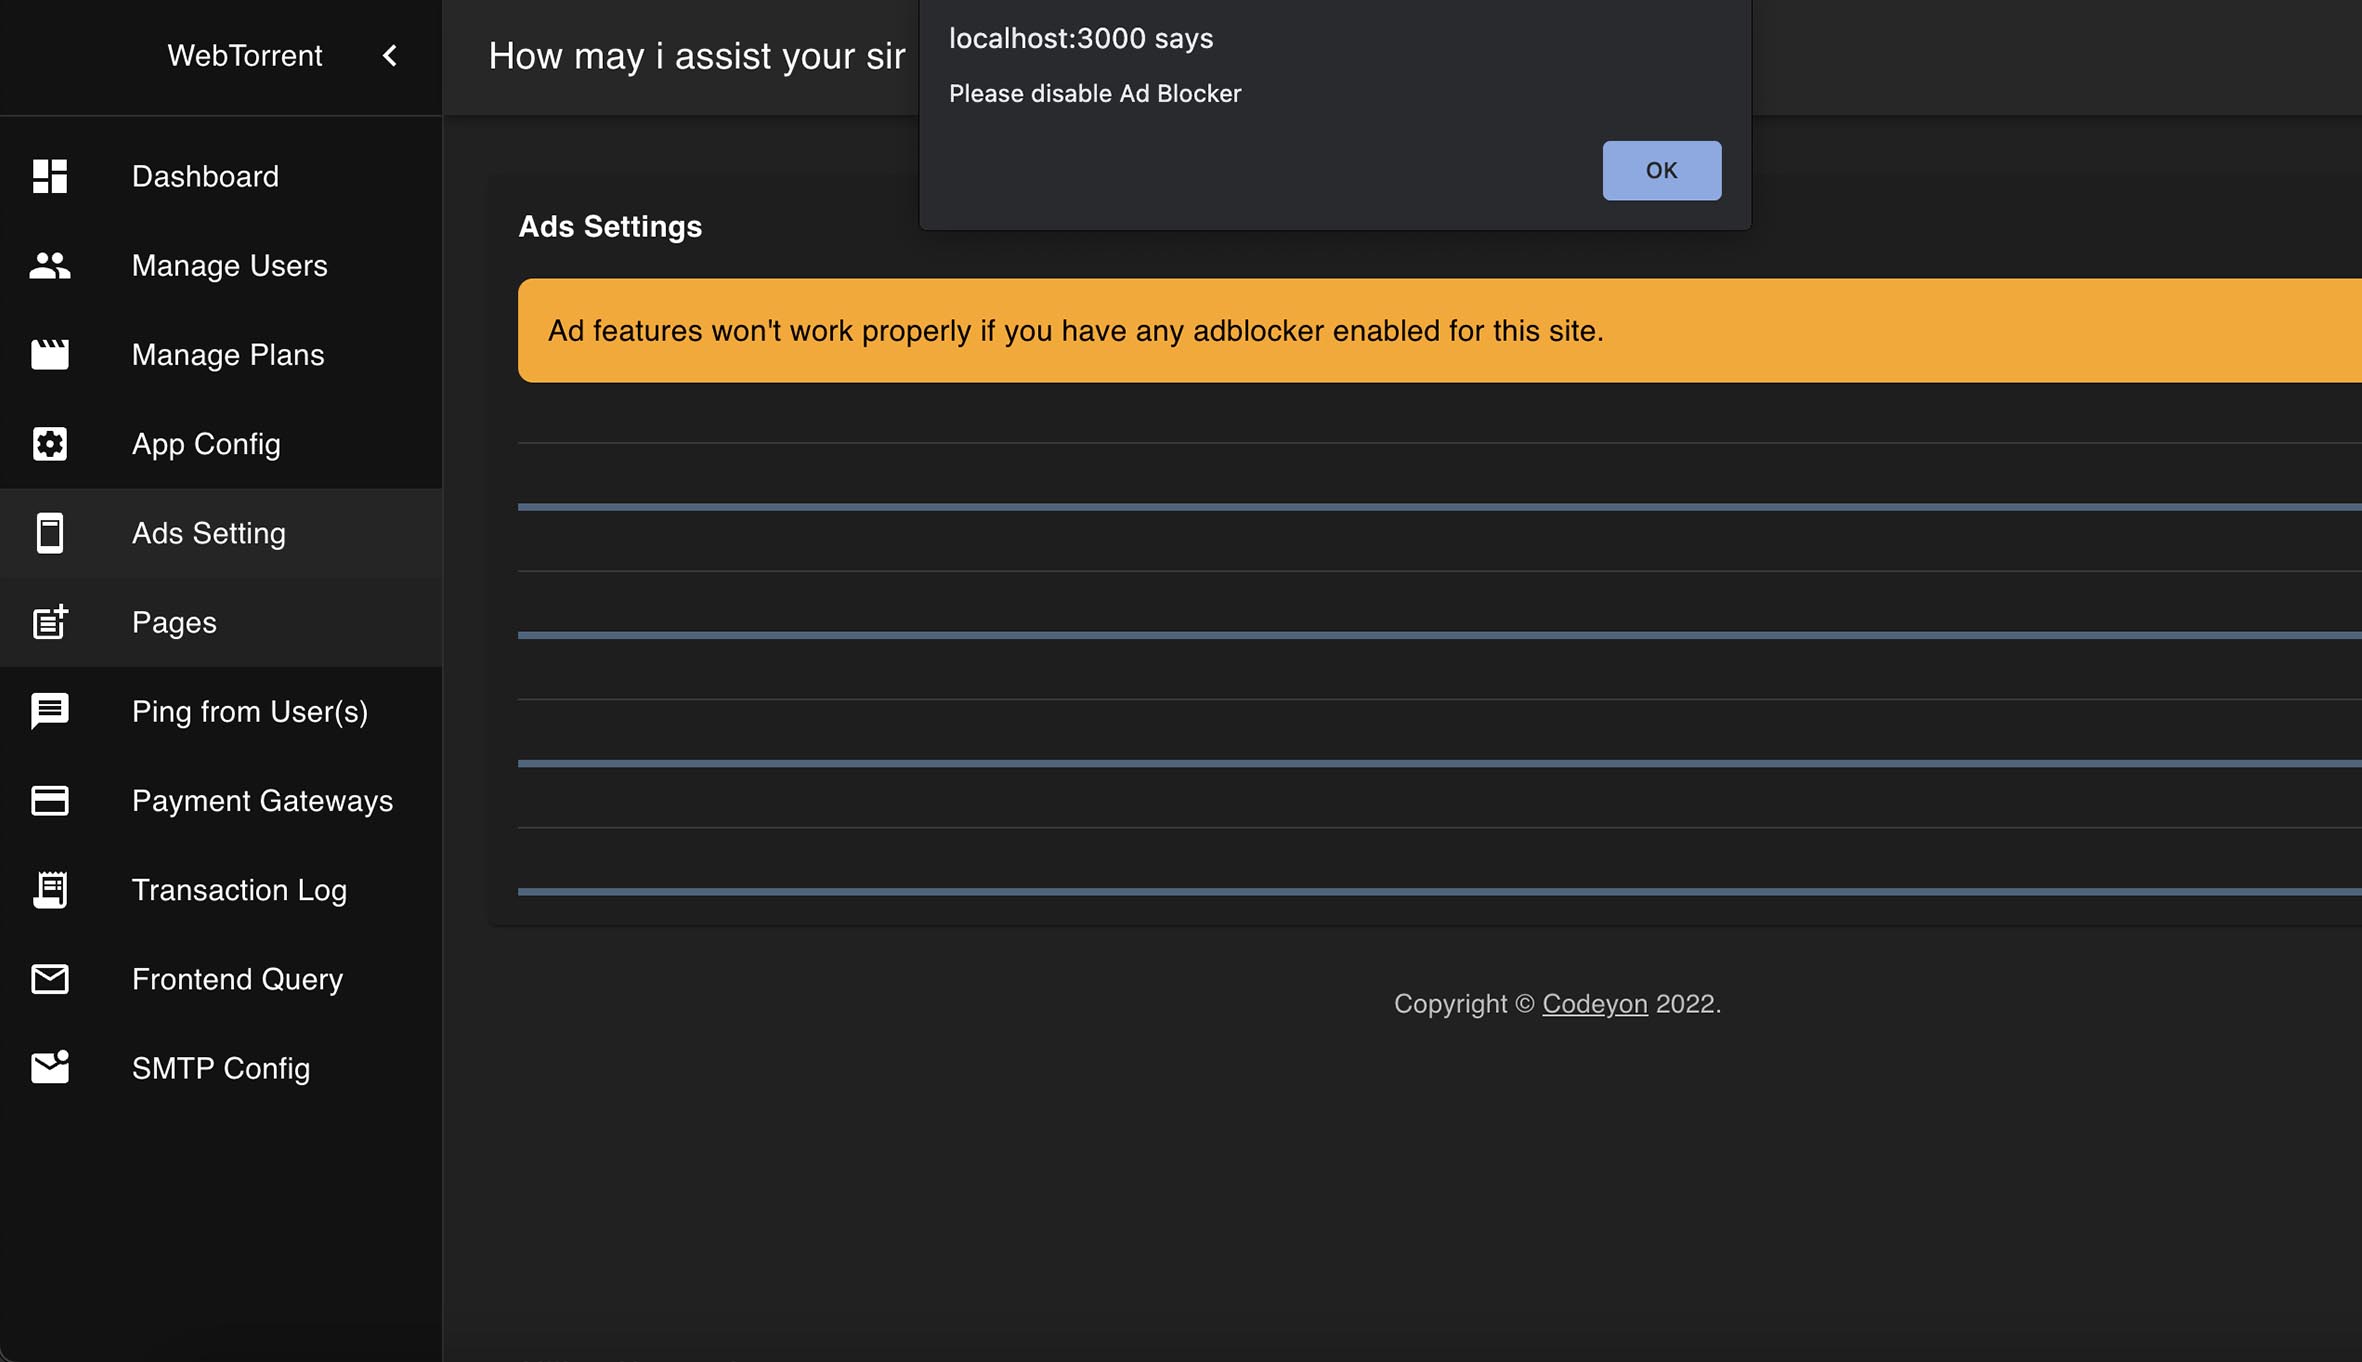 WebTorrent
Dashboard
Manage Users
Manage Plans
App Config
Ads Setting
Pages
Ping from User(s)
Payment Gateways
Transaction Log
Frontend Query
SMTP Config
How may i assist your sir
localhost:3000 says
Please disable Ad Blocker
OK
Ads Settings
Ad features won't work properly if you have any adblocker enabled for this site.
Copyright © Codeyon 2022.